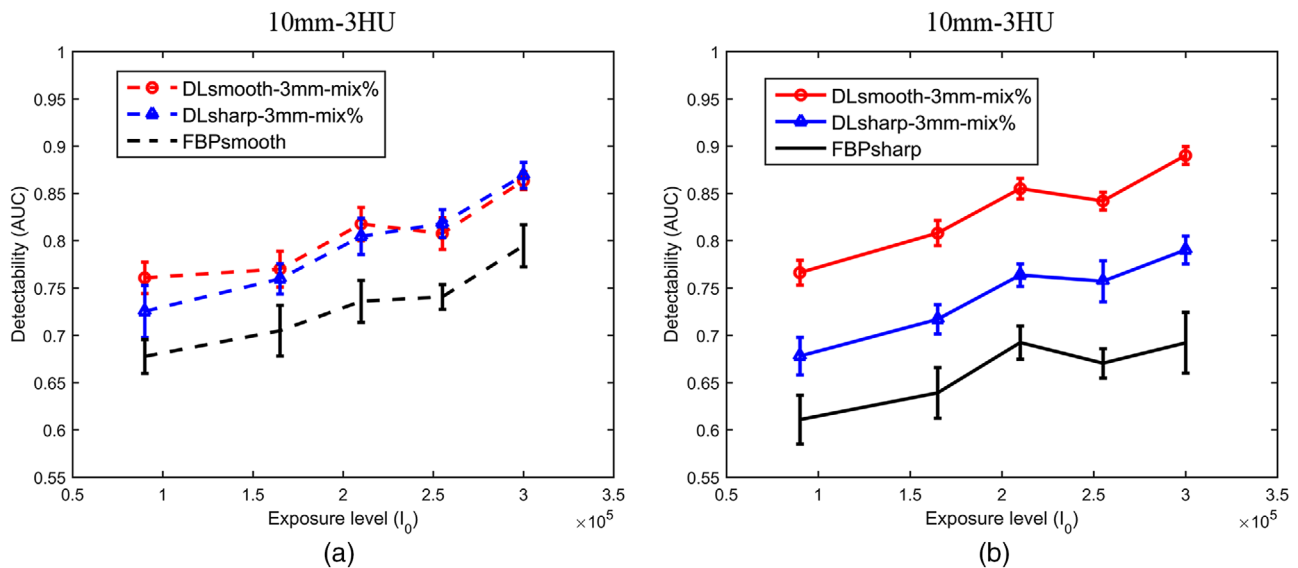 10mm-3HU
DLsmooth-3mm-mix%
DLsharp-3mm-mix%
FBPsmooth
Detectability (AUC)
1
0.95
0.9
0.85
0.8
0.75
0.7
0.65
0.6
0.55
0.5 1 1.5 2 2.5 3 3.5
Exposure level (I₀) ×10⁵
(a)
10mm-3HU
DLsmooth-3mm-mix%
DLsharp-3mm-mix%
FBPsharp
Detectability (AUC)
1
0.95
0.9
0.85
0.8
0.75
0.7
0.65
0.6
0.55
0.5 1 1.5 2 2.5 3 3.5
Exposure level (I₀) ×10⁵
(b)